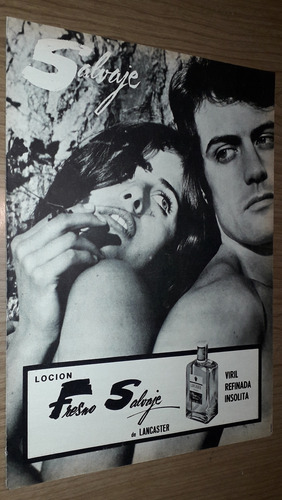 Salvaje
LOCION
Fresno Salvaje
de LANCASTER
VIRIL
REFINADA
INSOLITA